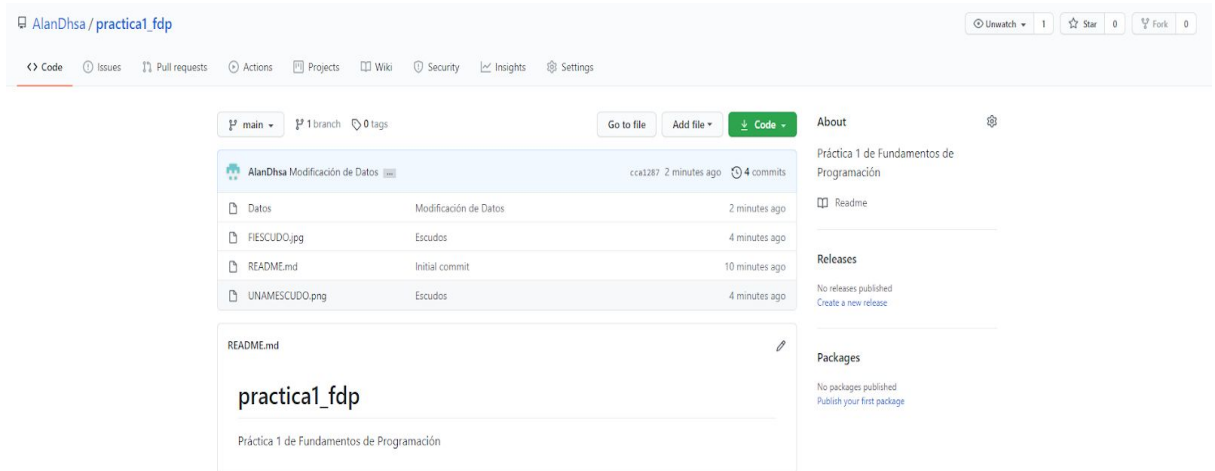 AlanDhsa / practica1_fdp
Unwatch 1 Star 0 Fork 0
Code Issues Pull requests Actions Projects Wiki Security Insights Settings
main 1 branch 0 tags Go to file Add file Code
AlanDhsa Modificación de Datos ... cca1287 2 minutes ago 4 commits
Datos Modificación de Datos 2 minutes ago
FIESCUDO.jpg Escudos 4 minutes ago
README.md Initial commit 10 minutes ago
UNAMESCUDO.png Escudos 4 minutes ago
README.md
practica1_fdp
Práctica 1 de Fundamentos de Programación
About
Práctica 1 de Fundamentos de
Programación
Readme
Releases
No releases published
Create a new release
Packages
No packages published
Publish your first package